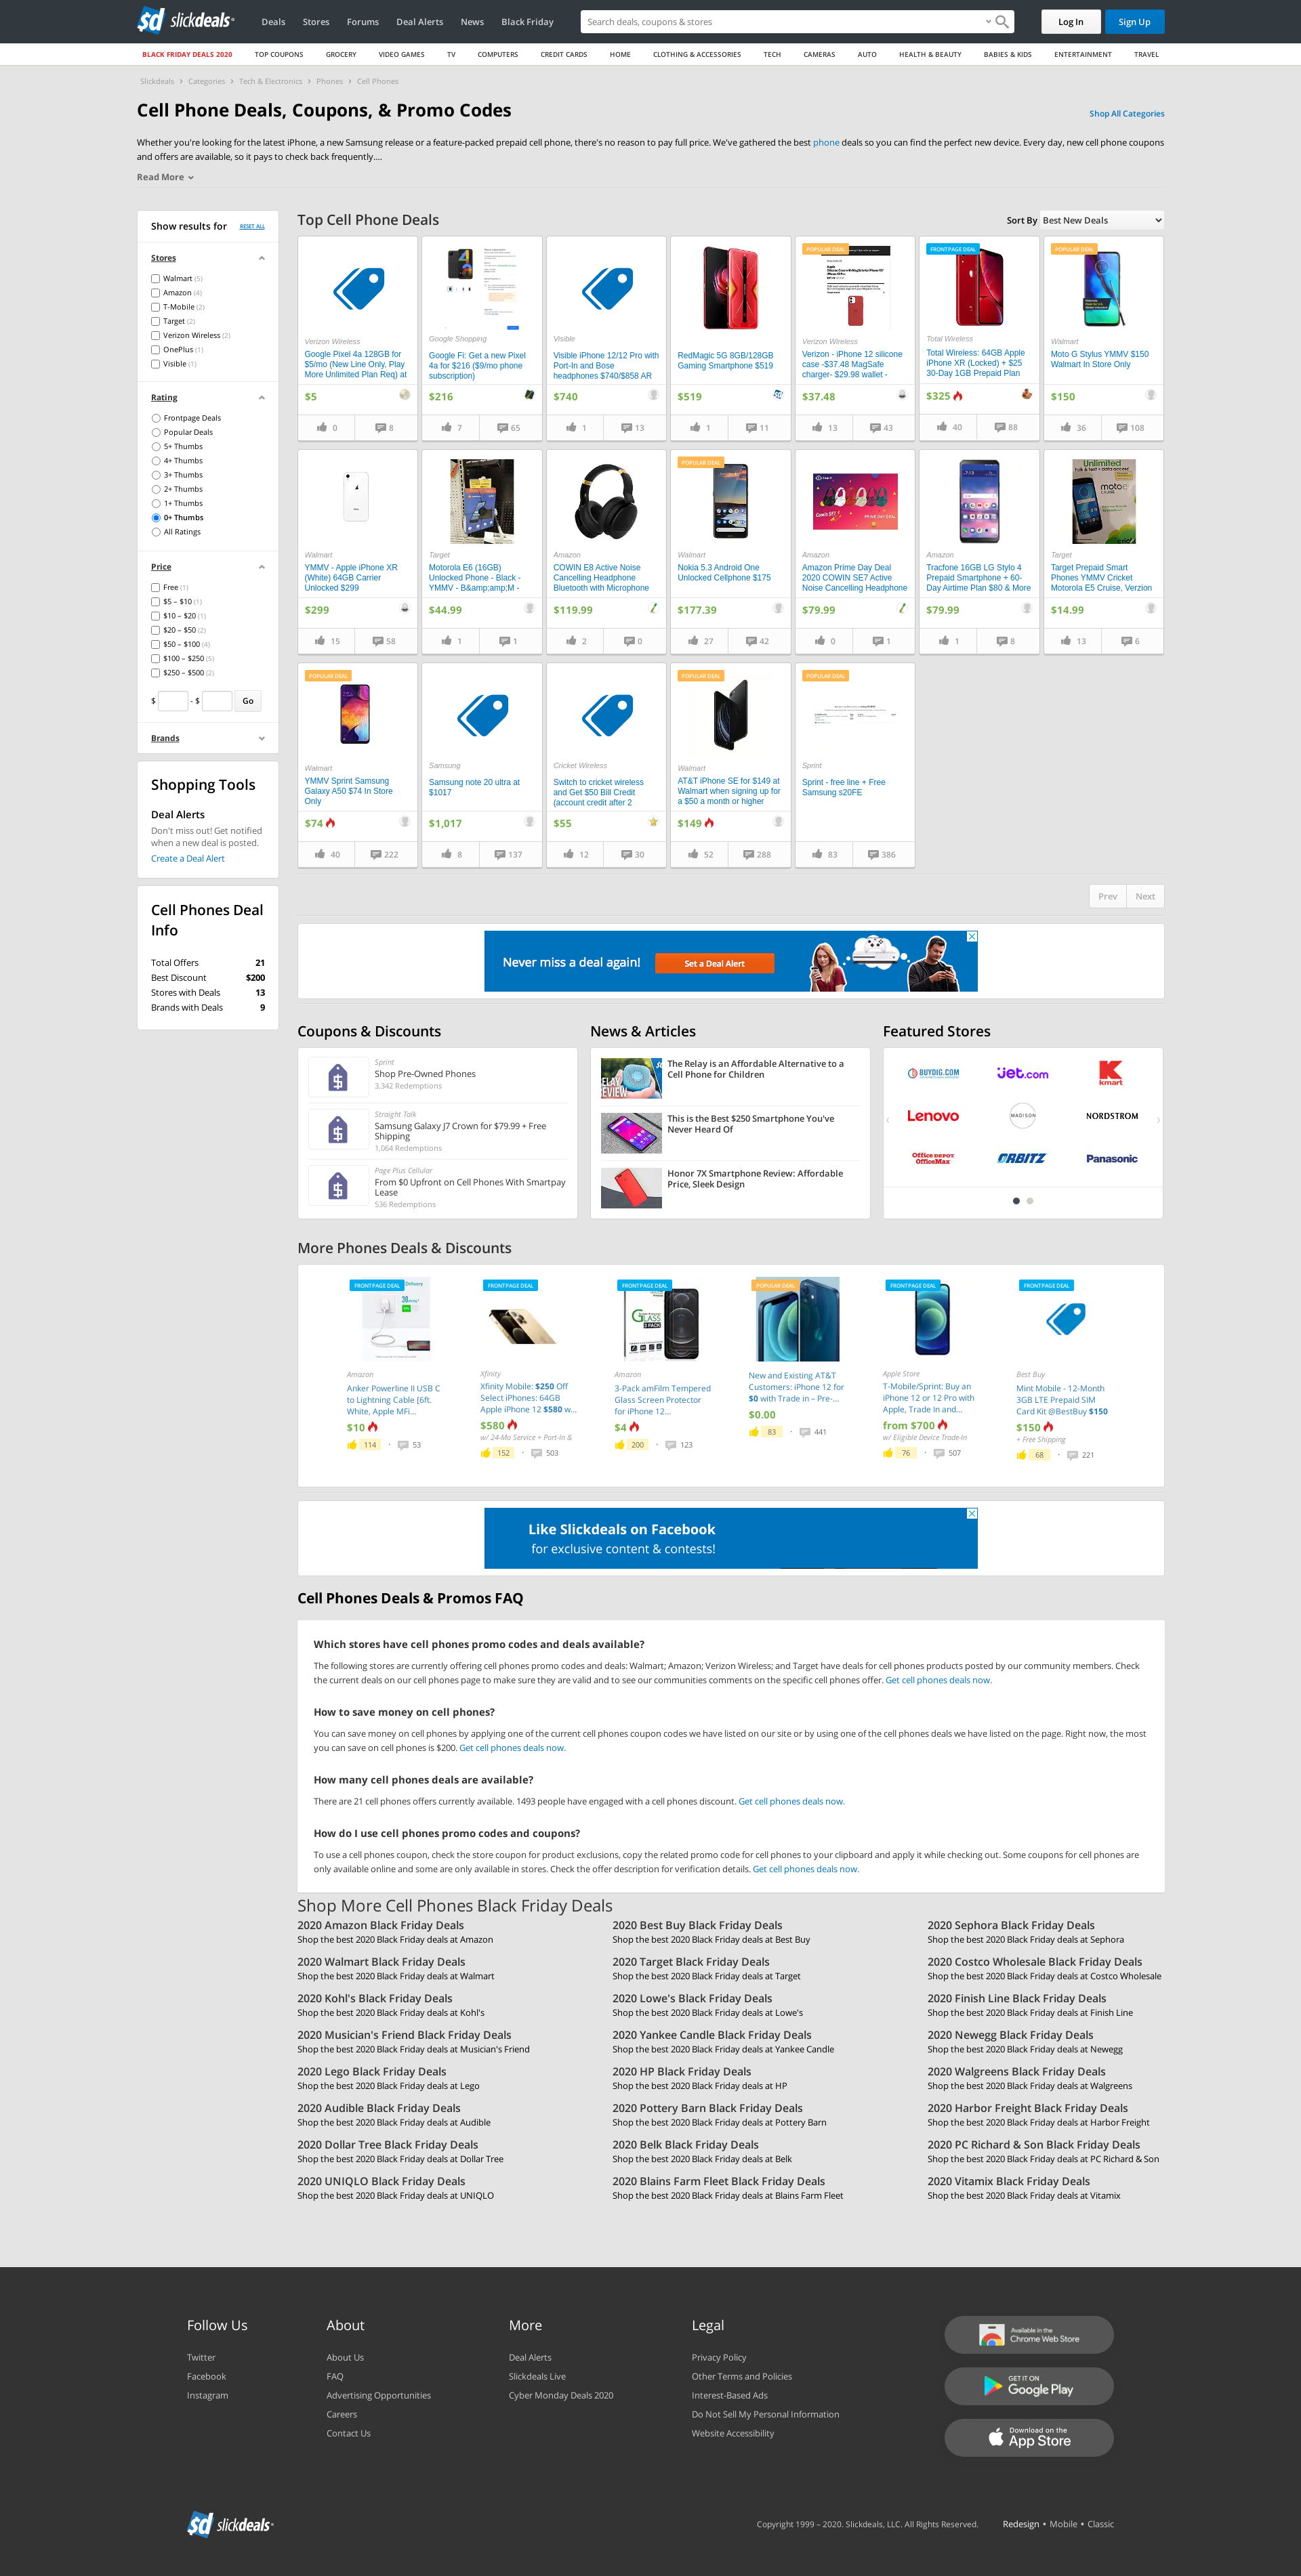 sd slickdeals
Deals Stores Forums Deal Alerts News Black Friday
Search deals, coupons & stores
Log In Sign Up
BLACK FRIDAY DEALS 2020 TOP COUPONS GROCERY VIDEO GAMES TV COMPUTERS CREDIT CARDS HOME CLOTHING & ACCESSORIES TECH CAMERAS AUTO HEALTH & BEAUTY BABIES & KIDS ENTERTAINMENT TRAVEL
Slickdeals > Categories > Tech & Electronics > Phones > Cell Phones
Cell Phone Deals, Coupons, & Promo Codes
Shop All Categories
Whether you're looking for the latest iPhone, a new Samsung release or a feature-packed prepaid cell phone, there's no reason to pay full price. We've gathered the best phone deals so you can find the perfect new device. Every day, new cell phone coupons
and offers are available, so it pays to check back frequently....
Read More
Show results for RESET ALL
Stores
Walmart (5)
Amazon (4)
T-Mobile (2)
Target (2)
Verizon Wireless (2)
OnePlus (1)
Visible (1)
Rating
Frontpage Deals
Popular Deals
5+ Thumbs
4+ Thumbs
3+ Thumbs
2+ Thumbs
1+ Thumbs
0+ Thumbs
All Ratings
Price
Free (1)
$5 – $10 (1)
$10 – $20 (1)
$20 – $50 (2)
$50 – $100 (4)
$100 – $250 (5)
$250 – $500 (2)
$ - $ Go
Brands
Shopping Tools
Deal Alerts
Don't miss out! Get notified
when a new deal is posted.
Create a Deal Alert
Cell Phones Deal
Info
Total Offers 21
Best Discount $200
Stores with Deals 13
Brands with Deals 9
Top Cell Phone Deals
Sort By Best New Deals
Verizon Wireless
Google Pixel 4a 128GB for
$5/mo (New Line Only, Play
More Unlimited Plan Req) at
$5
0 8
Google Shopping
Google Fi: Get a new Pixel
4a for $216 ($9/mo phone
subscription)
$216
7 65
Visible
Visible iPhone 12/12 Pro with
Port-In and Bose
headphones $740/$858 AR
$740
1 13
RedMagic 5G 8GB/128GB
Gaming Smartphone $519
$519
1 11
POPULAR DEAL
Verizon Wireless
Verizon - iPhone 12 silicone
case -$37.48 MagSafe
charger- $29.98 wallet -
$37.48
13 43
FRONTPAGE DEAL
Total Wireless
Total Wireless: 64GB Apple
iPhone XR (Locked) + $25
30-Day 1GB Prepaid Plan
$325
40 88
POPULAR DEAL
Walmart
Moto G Stylus YMMV $150
Walmart In Store Only
$150
36 108
Walmart
YMMV - Apple iPhone XR
(White) 64GB Carrier
Unlocked $299
$299
15 58
Target
Motorola E6 (16GB)
Unlocked Phone - Black -
YMMV - B&amp;amp;M -
$44.99
1 1
Amazon
COWIN E8 Active Noise
Cancelling Headphone
Bluetooth with Microphone
$119.99
2 0
POPULAR DEAL
Walmart
Nokia 5.3 Android One
Unlocked Cellphone $175
$177.39
27 42
Amazon
Amazon Prime Day Deal
2020 COWIN SE7 Active
Noise Cancelling Headphone
$79.99
0 1
Amazon
Tracfone 16GB LG Stylo 4
Prepaid Smartphone + 60-
Day Airtime Plan $80 & More
$79.99
1 8
Unlimited
moto e
cricket
Target
Target Prepaid Smart
Phones YMMV Cricket
Motorola E5 Cruise, Verzion
$14.99
13 6
POPULAR DEAL
Walmart
YMMV Sprint Samsung
Galaxy A50 $74 In Store
Only
$74
40 222
Samsung
Samsung note 20 ultra at
$1017
$1,017
8 137
Cricket Wireless
Switch to cricket wireless
and Get $50 Bill Credit
(account credit after 2
$55
12 30
POPULAR DEAL
Walmart
AT&T iPhone SE for $149 at
Walmart when signing up for
a $50 a month or higher
$149
52 288
POPULAR DEAL
Sprint
Sprint - free line + Free
Samsung s20FE
83 386
Prev Next
Never miss a deal again! Set a Deal Alert
Coupons & Discounts
Sprint
Shop Pre-Owned Phones
3,342 Redemptions
Straight Talk
Samsung Galaxy J7 Crown for $79.99 + Free
Shipping
1,064 Redemptions
Page Plus Cellular
From $0 Upfront on Cell Phones With Smartpay
Lease
536 Redemptions
News & Articles
The Relay is an Affordable Alternative to a
Cell Phone for Children
This is the Best $250 Smartphone You've
Never Heard Of
Honor 7X Smartphone Review: Affordable
Price, Sleek Design
Featured Stores
BUYDIG.COM jet.com Kmart
Lenovo MADISON NORDSTROM
Office DEPOT OfficeMax ORBITZ Panasonic
More Phones Deals & Discounts
FRONTPAGE DEAL
Amazon
Anker Powerline II USB C
to Lightning Cable [6ft.
White, Apple MFi...
$10
114 · 53
FRONTPAGE DEAL
Xfinity
Xfinity Mobile: $250 Off
Select iPhones: 64GB
Apple iPhone 12 $580 w...
$580
w/ 24-Mo Service + Port-In &
152 · 503
FRONTPAGE DEAL
GLASS
Amazon
3-Pack amFilm Tempered
Glass Screen Protector
for iPhone 12...
$4
200 · 123
POPULAR DEAL
New and Existing AT&T
Customers: iPhone 12 for
$0 with Trade in – Pre-...
$0.00
83 · 441
FRONTPAGE DEAL
Apple Store
T-Mobile/Sprint: Buy an
iPhone 12 or 12 Pro with
Apple, Trade In and...
from $700
w/ Eligible Device Trade-In
76 · 507
FRONTPAGE DEAL
Best Buy
Mint Mobile - 12-Month
3GB LTE Prepaid SIM
Card Kit @BestBuy $150
$150
+ Free Shipping
68 · 221
Like Slickdeals on Facebook
for exclusive content & contests!
Cell Phones Deals & Promos FAQ
Which stores have cell phones promo codes and deals available?
The following stores are currently offering cell phones promo codes and deals: Walmart; Amazon; Verizon Wireless; and Target have deals for cell phones products posted by our community members. Check
the current deals on our cell phones page to make sure they are valid and to see our communities comments on the specific cell phones offer. Get cell phones deals now.
How to save money on cell phones?
You can save money on cell phones by applying one of the current cell phones coupon codes we have listed on our site or by using one of the cell phones deals we have listed on the page. Right now, the most
you can save on cell phones is $200. Get cell phones deals now.
How many cell phones deals are available?
There are 21 cell phones offers currently available. 1493 people have engaged with a cell phones discount. Get cell phones deals now.
How do I use cell phones promo codes and coupons?
To use a cell phones coupon, check the store coupon for product exclusions, copy the related promo code for cell phones to your clipboard and apply it while checking out. Some coupons for cell phones are
only available online and some are only available in stores. Check the offer description for verification details. Get cell phones deals now.
Shop More Cell Phones Black Friday Deals
2020 Amazon Black Friday Deals 2020 Best Buy Black Friday Deals 2020 Sephora Black Friday Deals
Shop the best 2020 Black Friday deals at Amazon Shop the best 2020 Black Friday deals at Best Buy Shop the best 2020 Black Friday deals at Sephora
2020 Walmart Black Friday Deals 2020 Target Black Friday Deals 2020 Costco Wholesale Black Friday Deals
Shop the best 2020 Black Friday deals at Walmart Shop the best 2020 Black Friday deals at Target Shop the best 2020 Black Friday deals at Costco Wholesale
2020 Kohl's Black Friday Deals 2020 Lowe's Black Friday Deals 2020 Finish Line Black Friday Deals
Shop the best 2020 Black Friday deals at Kohl's Shop the best 2020 Black Friday deals at Lowe's Shop the best 2020 Black Friday deals at Finish Line
2020 Musician's Friend Black Friday Deals 2020 Yankee Candle Black Friday Deals 2020 Newegg Black Friday Deals
Shop the best 2020 Black Friday deals at Musician's Friend Shop the best 2020 Black Friday deals at Yankee Candle Shop the best 2020 Black Friday deals at Newegg
2020 Lego Black Friday Deals 2020 HP Black Friday Deals 2020 Walgreens Black Friday Deals
Shop the best 2020 Black Friday deals at Lego Shop the best 2020 Black Friday deals at HP Shop the best 2020 Black Friday deals at Walgreens
2020 Audible Black Friday Deals 2020 Pottery Barn Black Friday Deals 2020 Harbor Freight Black Friday Deals
Shop the best 2020 Black Friday deals at Audible Shop the best 2020 Black Friday deals at Pottery Barn Shop the best 2020 Black Friday deals at Harbor Freight
2020 Dollar Tree Black Friday Deals 2020 Belk Black Friday Deals 2020 PC Richard & Son Black Friday Deals
Shop the best 2020 Black Friday deals at Dollar Tree Shop the best 2020 Black Friday deals at Belk Shop the best 2020 Black Friday deals at PC Richard & Son
2020 UNIQLO Black Friday Deals 2020 Blains Farm Fleet Black Friday Deals 2020 Vitamix Black Friday Deals
Shop the best 2020 Black Friday deals at UNIQLO Shop the best 2020 Black Friday deals at Blains Farm Fleet Shop the best 2020 Black Friday deals at Vitamix
Follow Us
Twitter
Facebook
Instagram
About
About Us
FAQ
Advertising Opportunities
Careers
Contact Us
More
Deal Alerts
Slickdeals Live
Cyber Monday Deals 2020
Legal
Privacy Policy
Other Terms and Policies
Interest-Based Ads
Do Not Sell My Personal Information
Website Accessibility
Available in the
Chrome Web Store
GET IT ON
Google Play
Download on the
App Store
sd slickdeals
Copyright 1999 – 2020. Slickdeals, LLC. All Rights Reserved. Redesign • Mobile • Classic